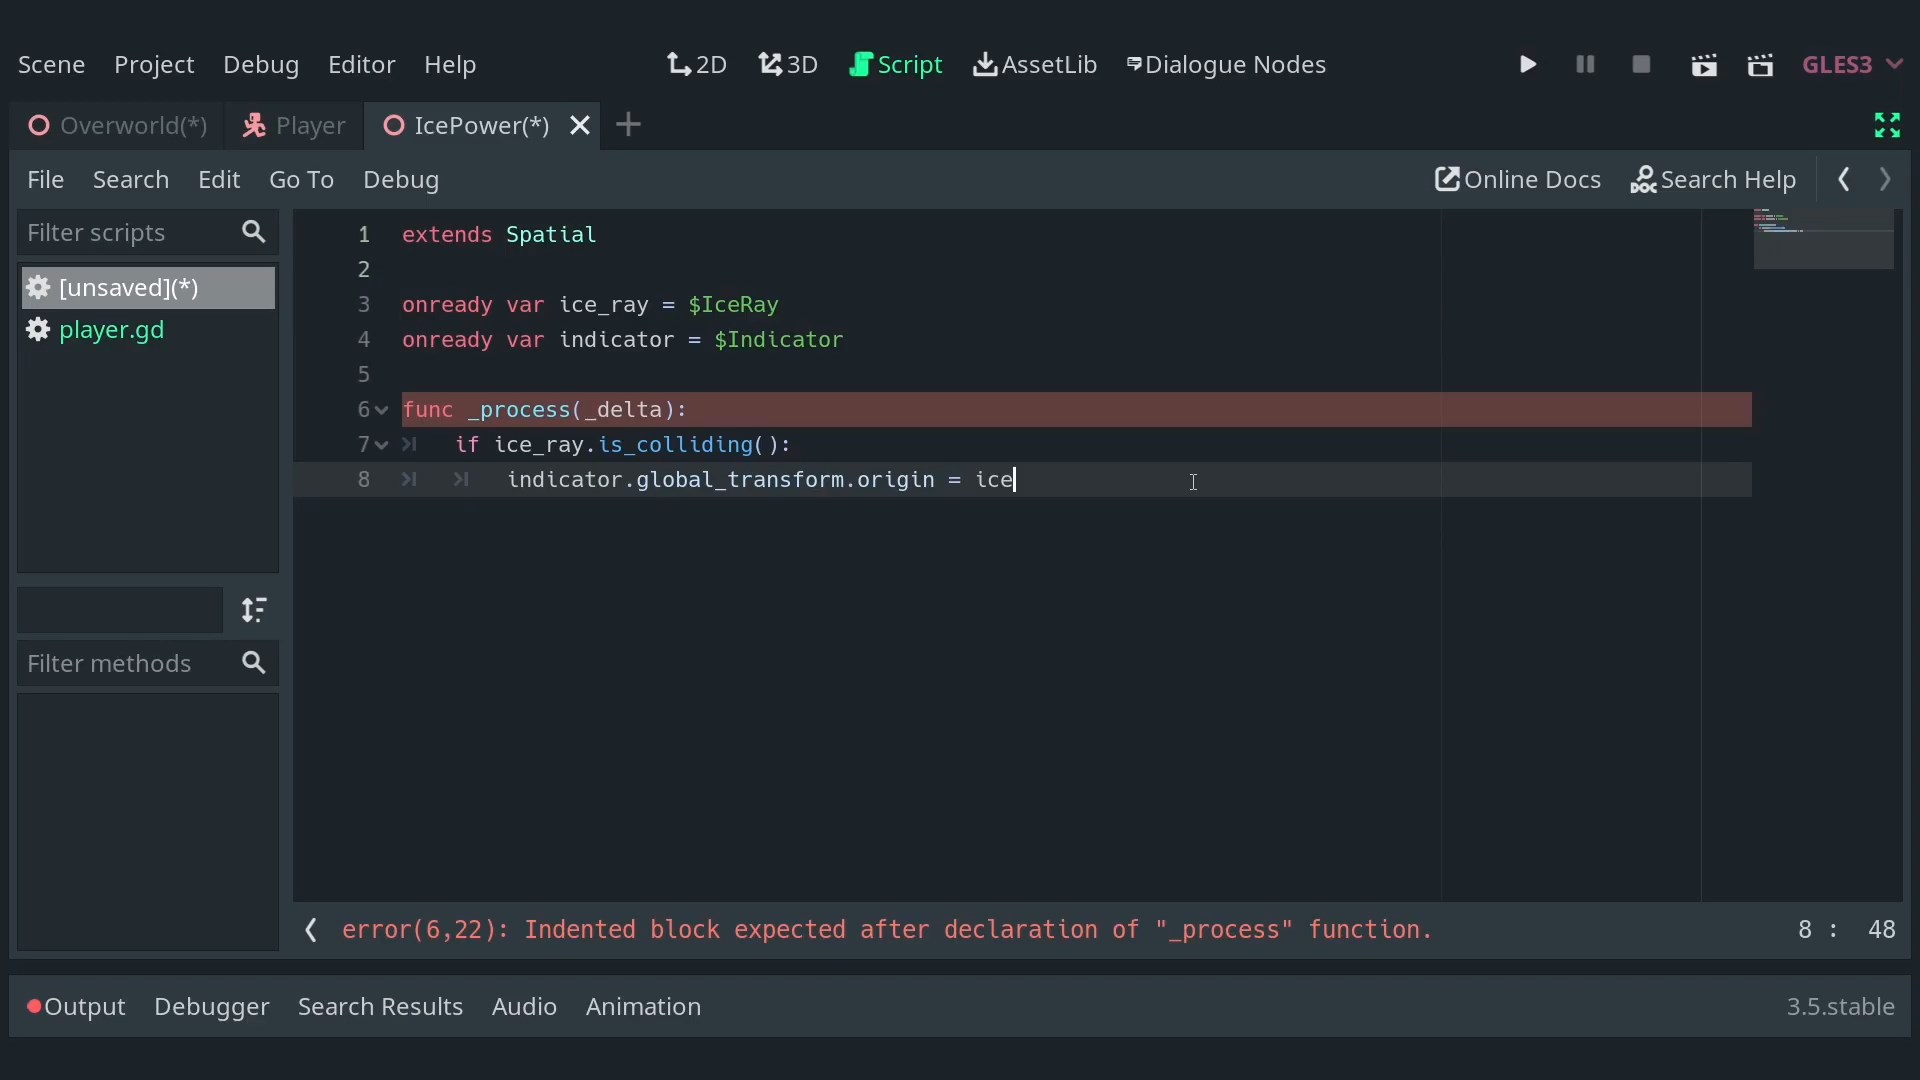 Scene Project Debug Editor Help 2D 3D Script AssetLib Dialogue Nodes GLES3
Overworld(*) Player IcePower(*)
File Search Edit Go To Debug Online Docs Search Help
Filter scripts
[unsaved](*)
player.gd
Filter methods
1 extends Spatial
2
3 onready var ice_ray = $IceRay
4 onready var indicator = $Indicator
5
6 func _process(_delta):
7 if ice_ray.is_colliding():
8 indicator.global_transform.origin = ice
error(6,22): Indented block expected after declaration of "_process" function. 8 : 48
Output Debugger Search Results Audio Animation 3.5.stable